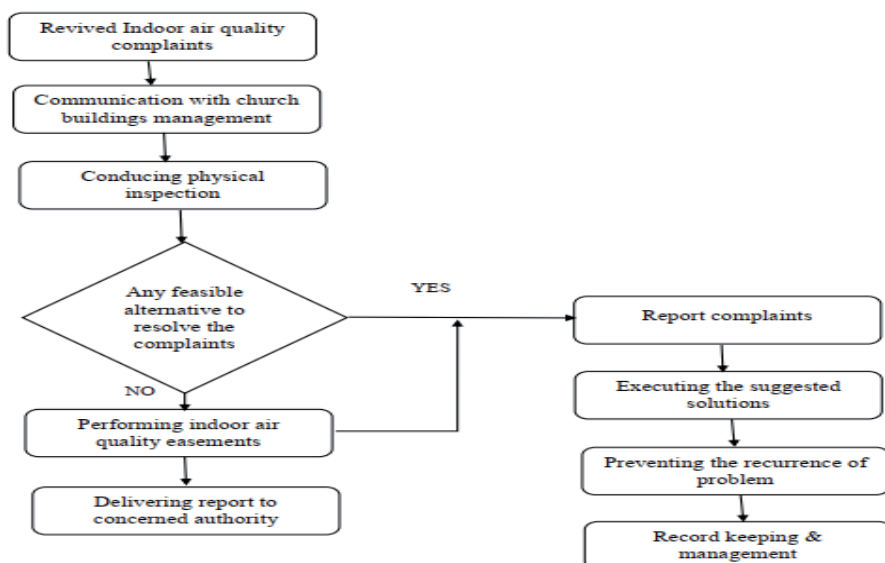 Revived Indoor air quality
complaints
Communication with church
buildings management
Conducing physical
inspection
Any feasible
alternative to
resolve the
complaints
YES
NO
Performing indoor air
quality easements
Delivering report to
concerned authority
Report complaints
Executing the suggested
solutions
Preventing the recurrence of
problem
Record keeping &
management